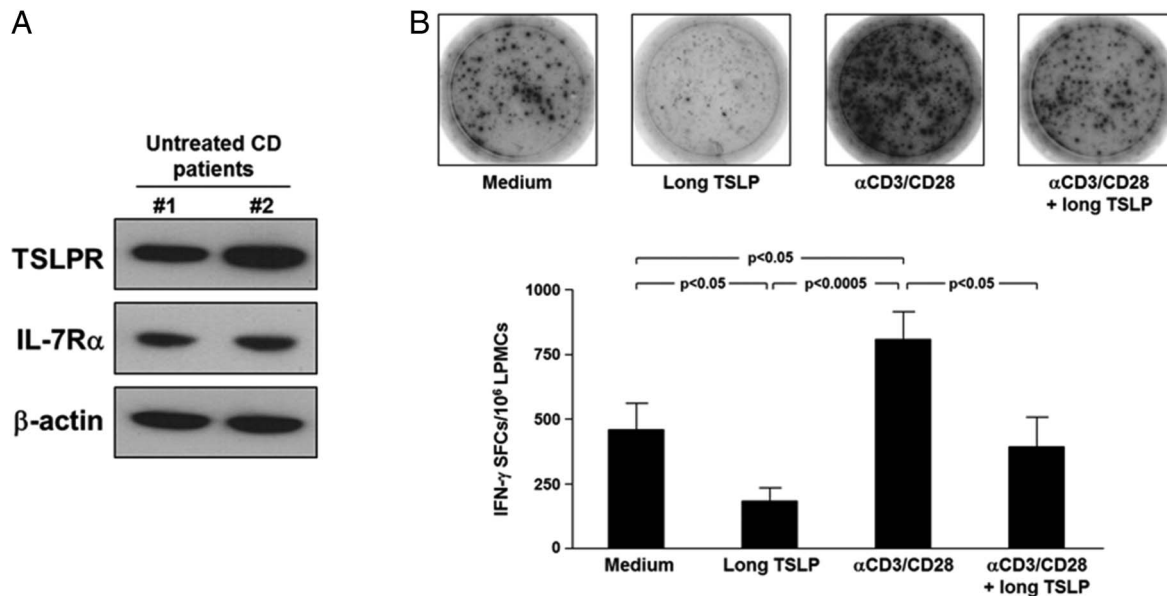 A
Untreated CD
patients
#1 #2
TSLPR
IL-7Rα
β-actin
B
Medium
Long TSLP
αCD3/CD28
αCD3/CD28
+ long TSLP
p<0.05
p<0.05
p<0.0005
p<0.05
IFN-γ SFCs/10⁶ LPMCs
1000
750
500
250
0
Medium
Long TSLP
αCD3/CD28
αCD3/CD28
+ long TSLP